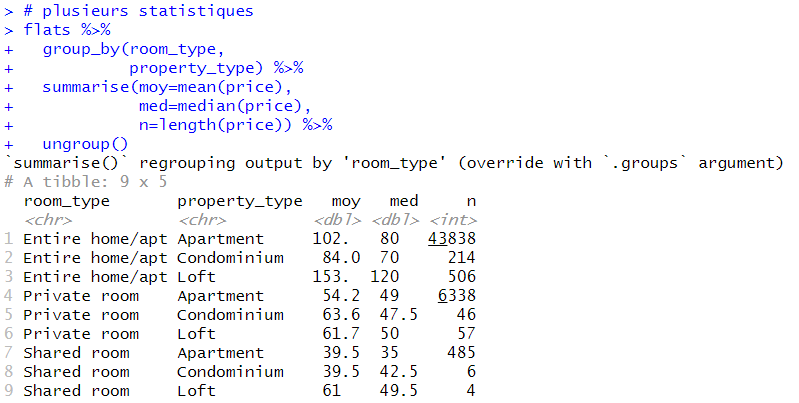 > # plusieurs statistiques
> flats %>%
+   group_by(room_type,
+            property_type) %>%
+   summarise(moy=mean(price),
+             med=median(price),
+             n=length(price)) %>%
+   ungroup()
`summarise()` regrouping output by 'room_type' (override with `.groups` argument)
# A tibble: 9 x 5
  room_type       property_type   moy   med     n
  <chr>           <chr>         <dbl> <dbl> <int>
1 Entire home/apt Apartment     102.   80   43838
2 Entire home/apt Condominium    84.0  70     214
3 Entire home/apt Loft          153.  120     506
4 Private room    Apartment      54.2  49    6338
5 Private room    Condominium    63.6  47.5    46
6 Private room    Loft           61.7  50      57
7 Shared room     Apartment      39.5  35     485
8 Shared room     Condominium    39.5  42.5     6
9 Shared room     Loft           61    49.5     4